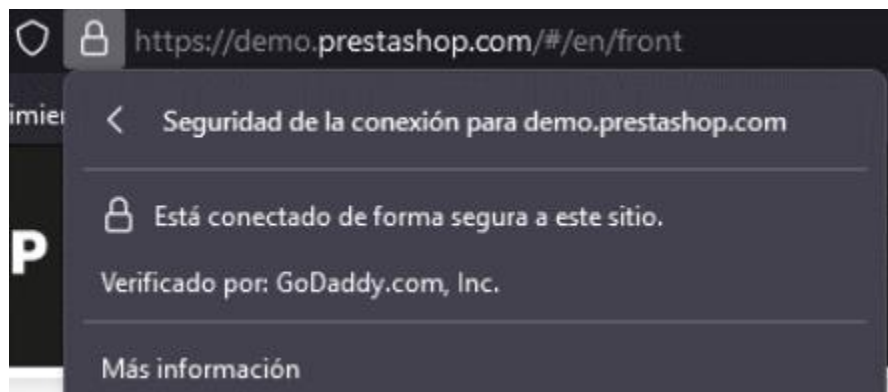 https://demo.prestashop.com/#/en/front
imie
Seguridad de la conexión para demo.prestashop.com
Está conectado de forma segura a este sitio.
P
Verificado por: GoDaddy.com, Inc.
Más información